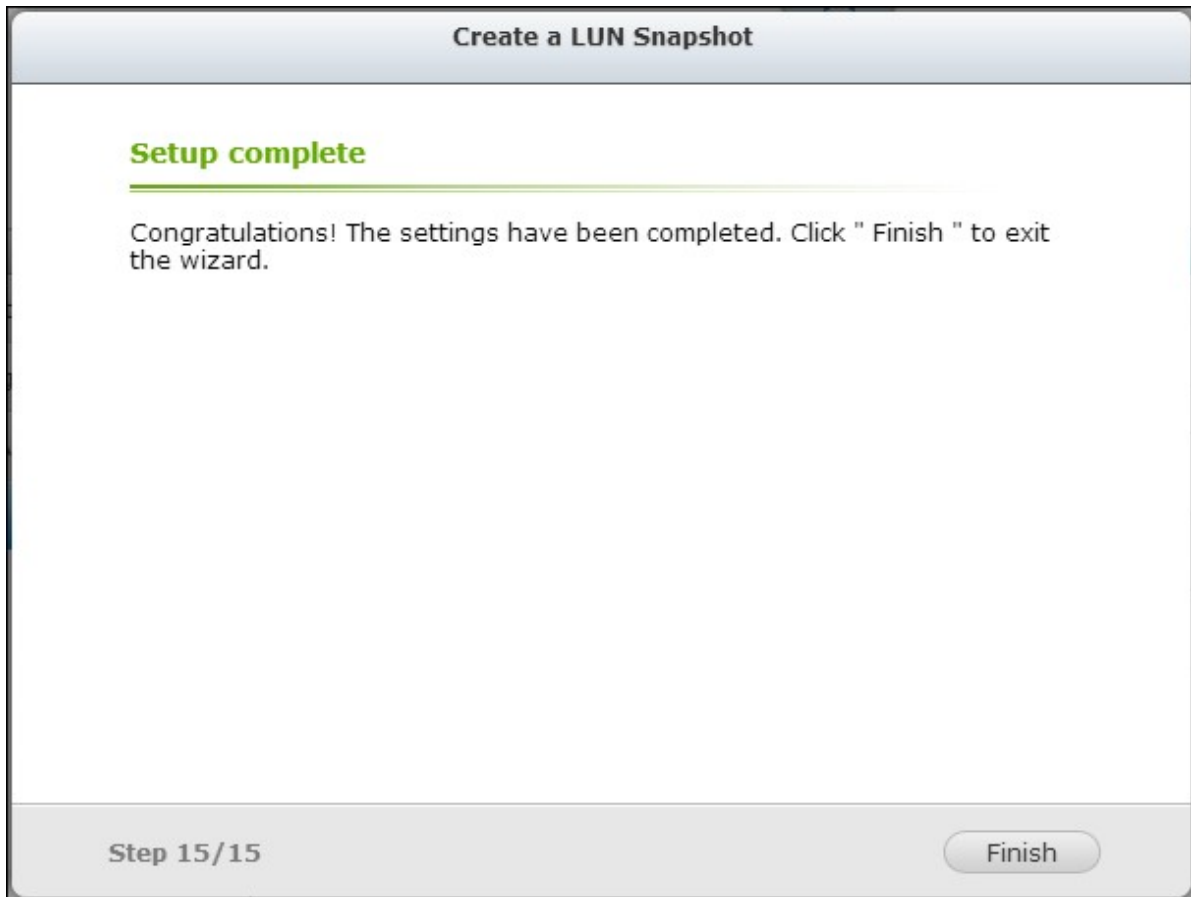 Create a LUN Snapshot
Setup complete
Congratulations! The settings have been completed. Click " Finish " to exit
the wizard.
Step 15/15
Finish